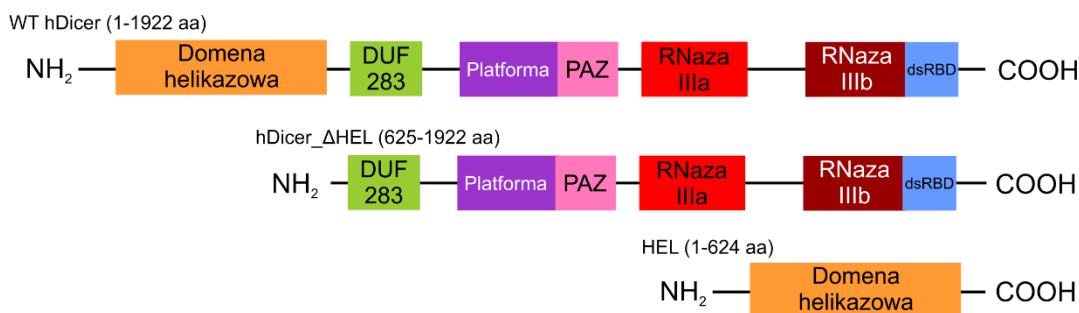 WT hDicer (1-1922 aa)
NH₂ Domena helikazowa DUF 283 Platforma PAZ RNaza IIIa RNaza IIIb dsRBD COOH
hDicer_ΔHEL (625-1922 aa)
NH₂ DUF 283 Platforma PAZ RNaza IIIa RNaza IIIb dsRBD COOH
HEL (1-624 aa)
NH₂ Domena helikazowa COOH